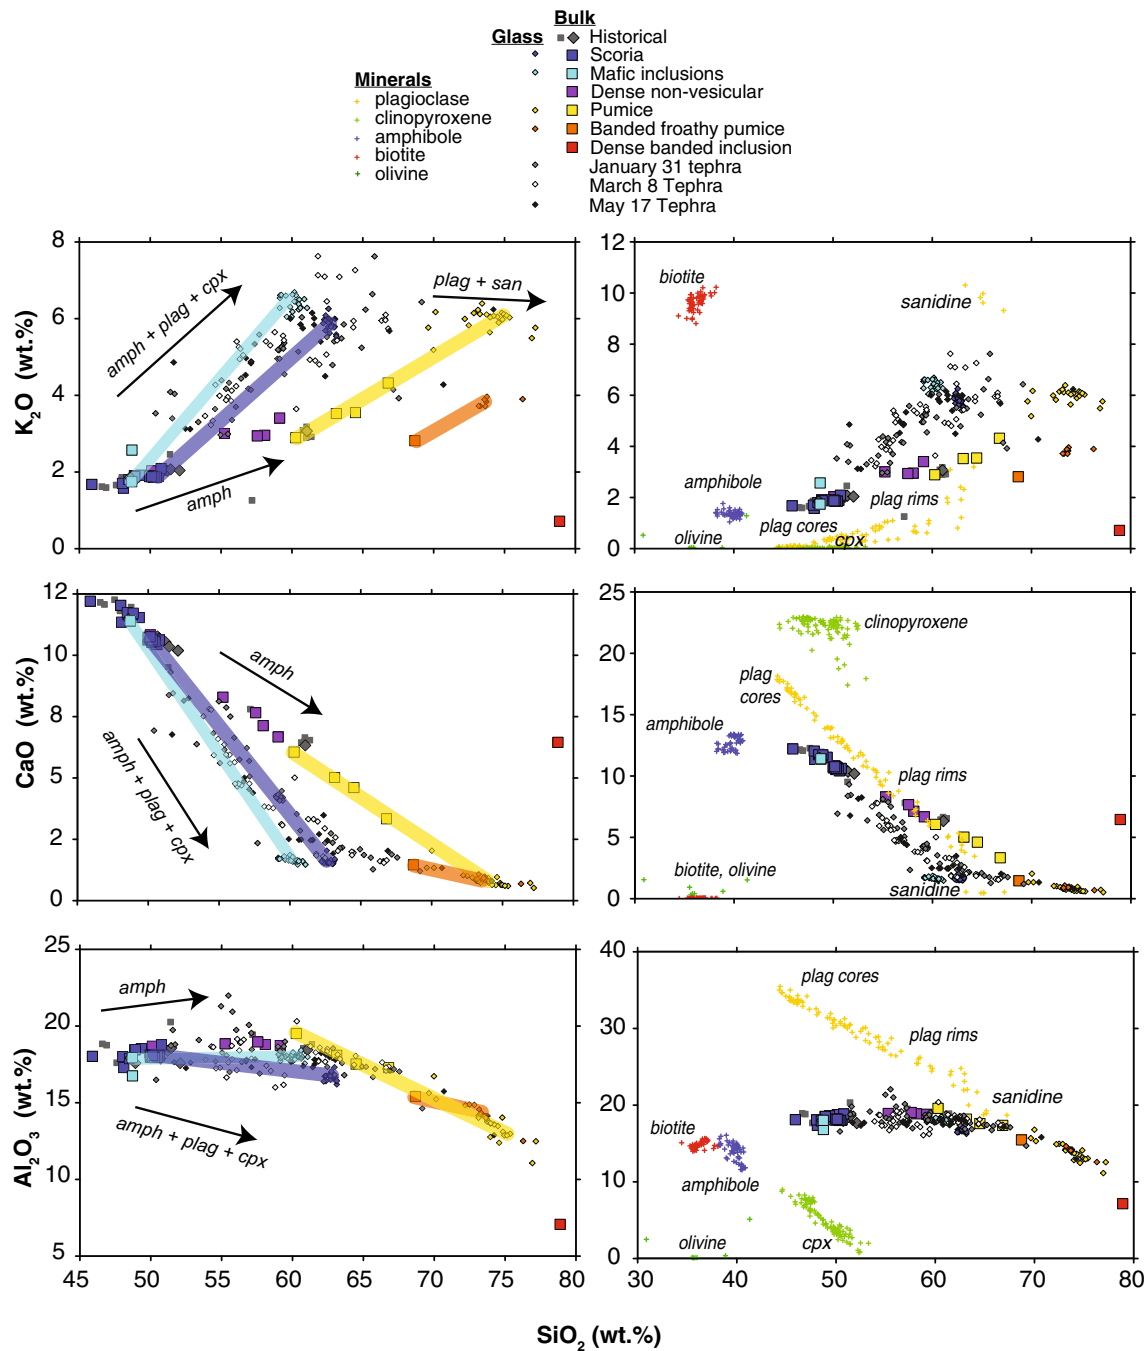 Bulk
Glass
Historical
Scoria
Mafic inclusions
Dense non-vesicular
Pumice
Banded froathy pumice
Dense banded inclusion
January 31 tephra
March 8 Tephra
May 17 Tephra
Minerals
plagioclase
clinopyroxene
amphibole
biotite
olivine
K2O (wt.%)
8
6
4
2
0
amph + plag + cpx
plag + san
amph
12
10
8
6
4
2
0
biotite
sanidine
amphibole
plag rims
plag cores
olivine
cpx
CaO (wt.%)
12
10
8
5
2
0
amph
amph + plag + cpx
25
20
15
10
5
0
clinopyroxene
plag cores
amphibole
plag rims
biotite, olivine
sanidine
Al2O3 (wt.%)
25
20
15
10
5
amph
amph + plag + cpx
45 50 55 60 65 70 75 80
40
30
20
10
0
plag cores
plag rims
sanidine
biotite
amphibole
olivine
cpx
30 40 50 60 70 80
SiO2 (wt.%)